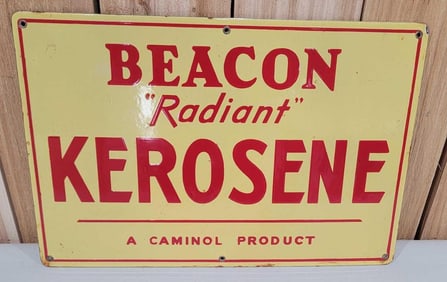 BEACON
"Radiant"
KEROSENE
A CAMINOL PRODUCT